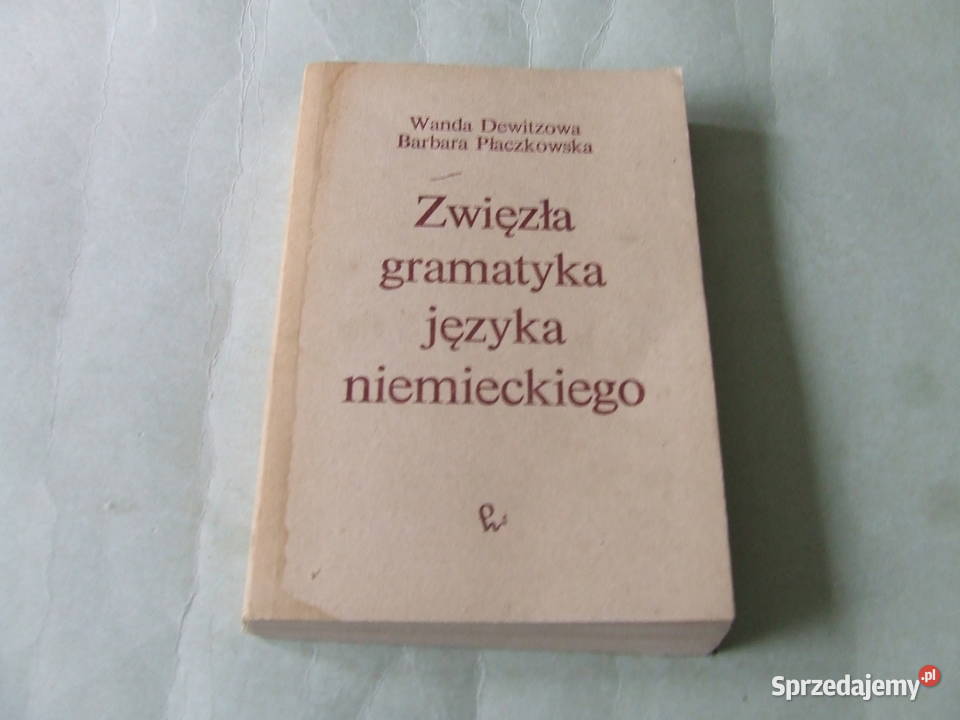 Wanda Dewitzowa
Barbara Płaczkowska
Zwięzła
gramatyka
języka
niemieckiego
Sprzedajemy.pl